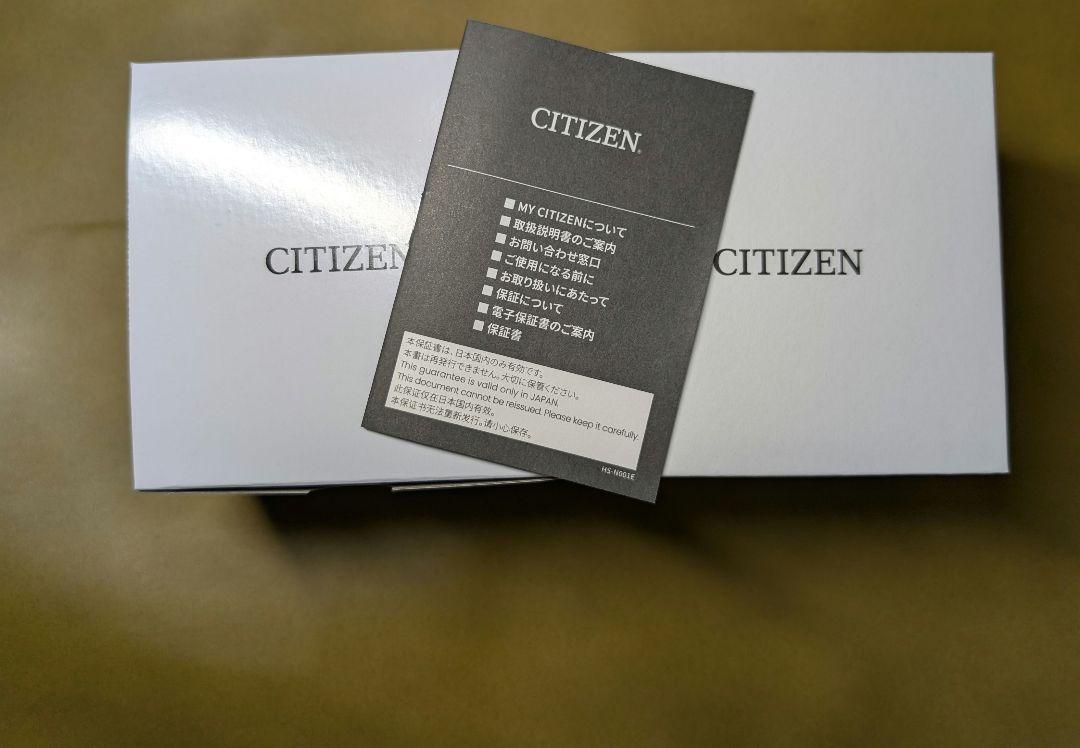 CITIZEN
■ MY CITIZENについて
■ 取扱説明書のご案内
■ お問い合わせ窓口
■ ご使用になる前に
■ お取り扱いにあたって
■ 保証について
■ 電子保証書のご案内
■ 保証書
本保証書は、日本国内のみ有効です。
本書は再発行できません。大切に保管ください。
This guarantee is valid only in JAPAN.
This document cannot be reissued. Please keep it carefully.
此保证仅在日本国内有效。
本保证书无法重新发行。请小心保存。
HS-N001E
CITIZEN
CITIZEN